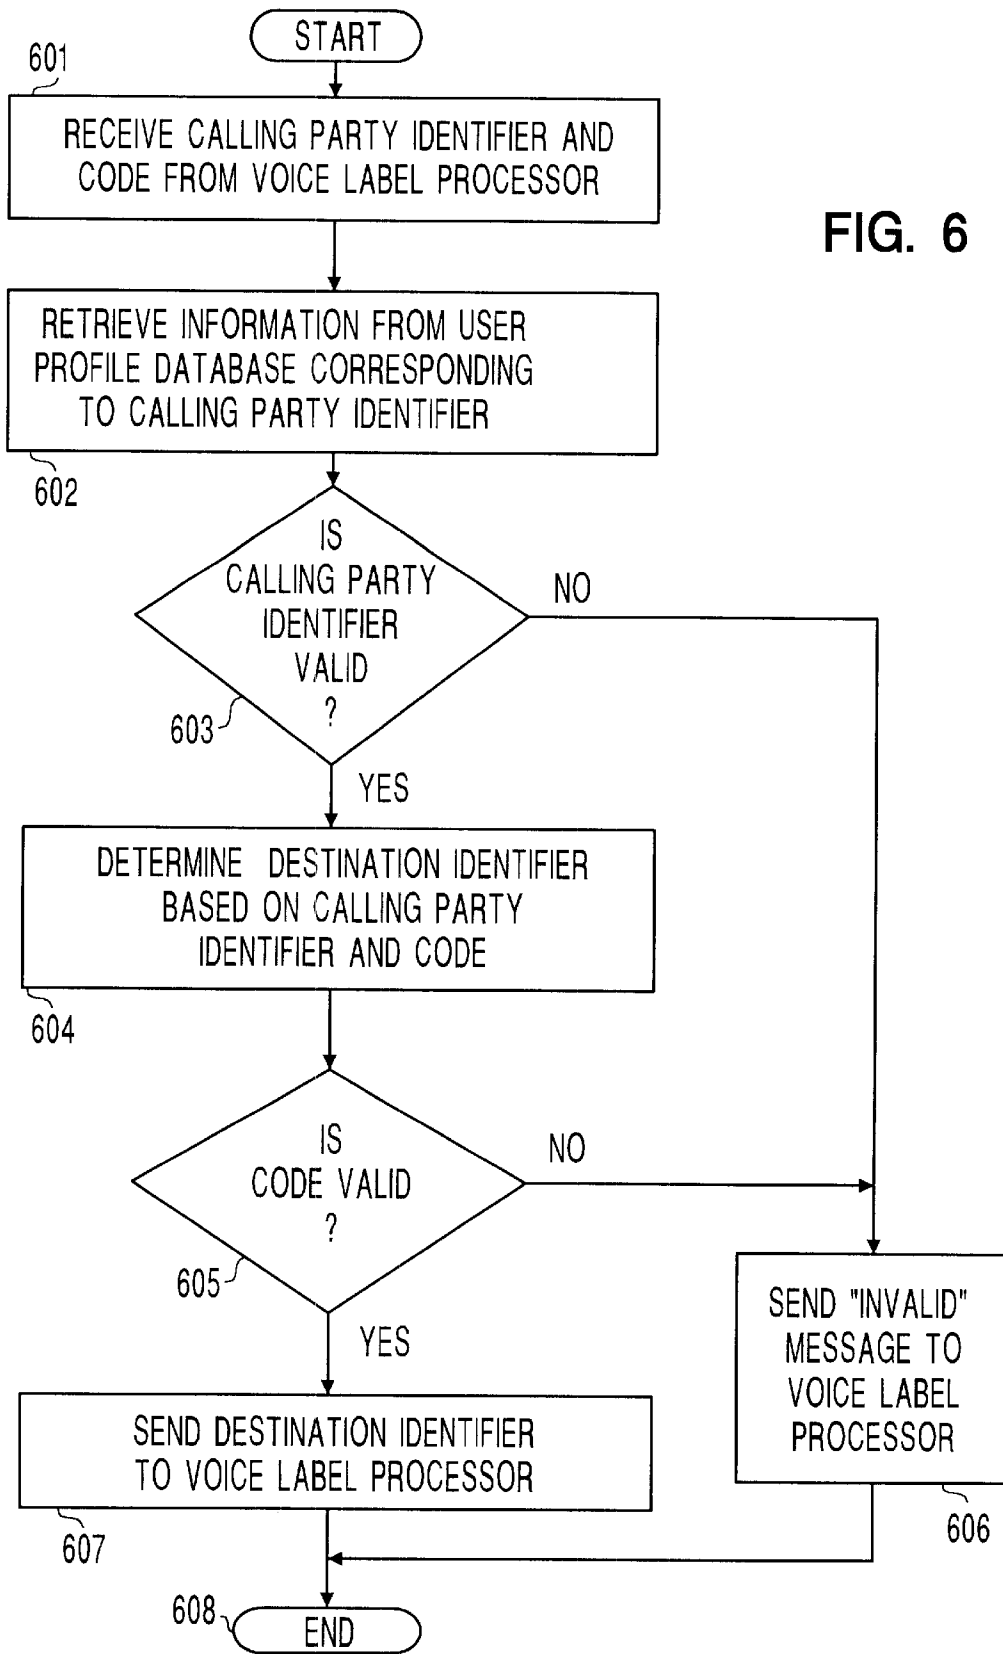 START
601
RECEIVE CALLING PARTY IDENTIFIER AND
CODE FROM VOICE LABEL PROCESSOR
FIG. 6
RETRIEVE INFORMATION FROM USER
PROFILE DATABASE CORRESPONDING
TO CALLING PARTY IDENTIFIER
602
IS
CALLING PARTY
IDENTIFIER
VALID
?
NO
603
YES
DETERMINE DESTINATION IDENTIFIER
BASED ON CALLING PARTY
IDENTIFIER AND CODE
604
IS
CODE VALID
?
NO
605
YES
SEND "INVALID"
MESSAGE TO
VOICE LABEL
PROCESSOR
606
SEND DESTINATION IDENTIFIER
TO VOICE LABEL PROCESSOR
607
608
END